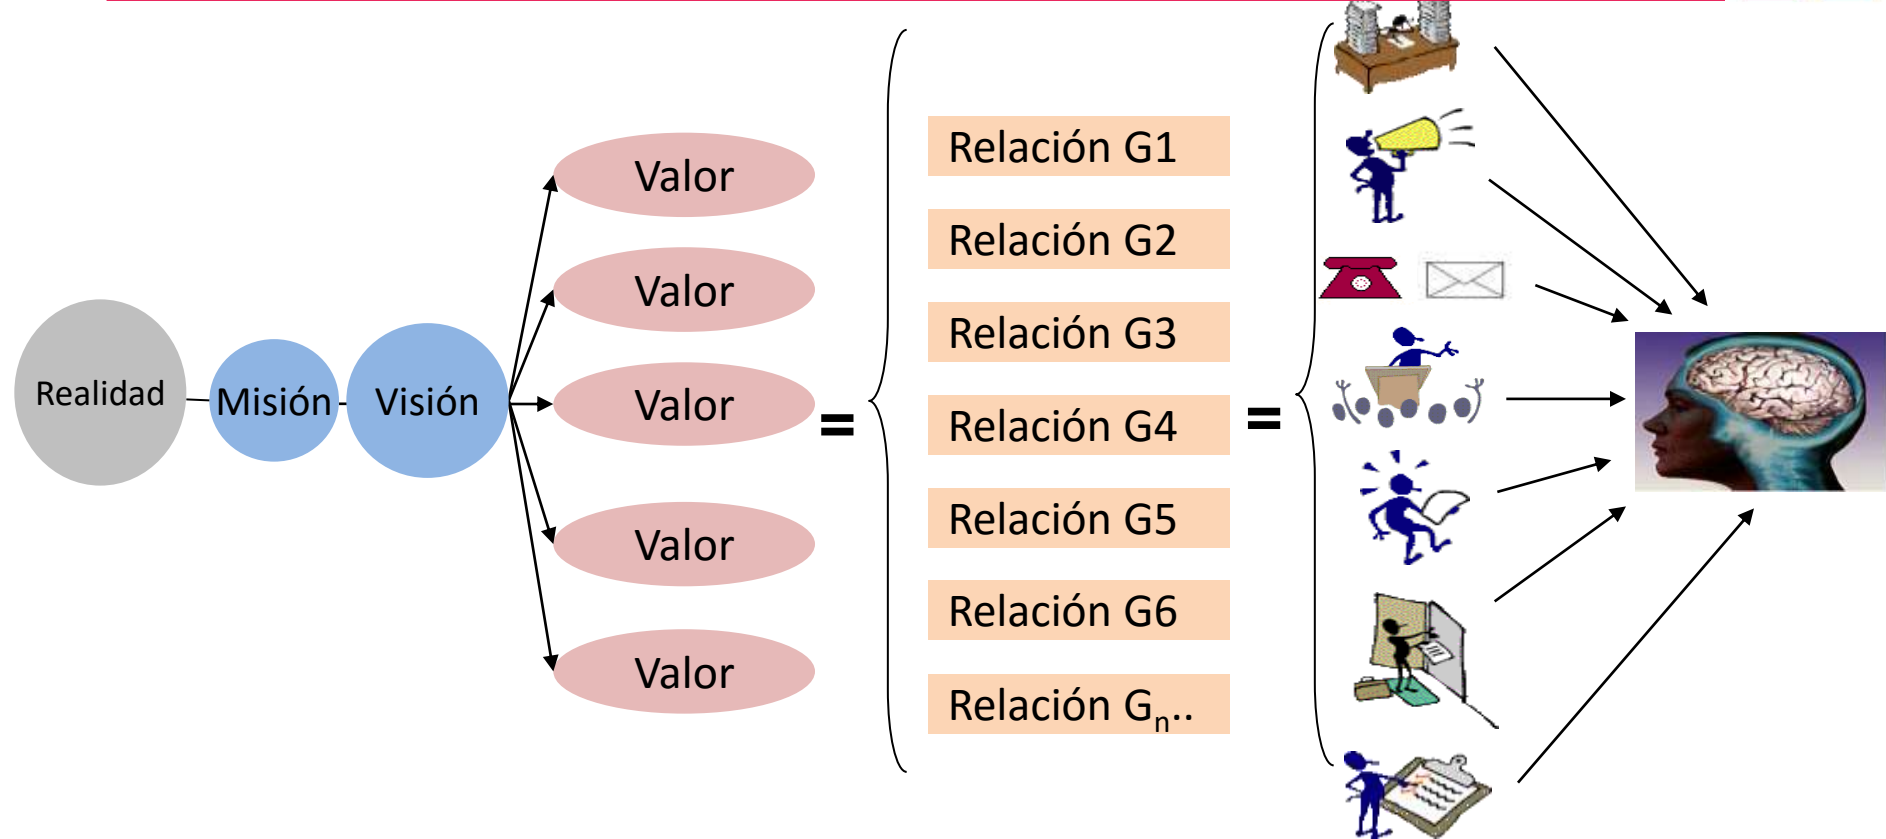 Realidad
Misión
Visión
Valor
Valor
Valor
Valor
Valor
=
Relación G1
Relación G2
Relación G3
Relación G4
Relación G5
Relación G6
Relación Gn..
=